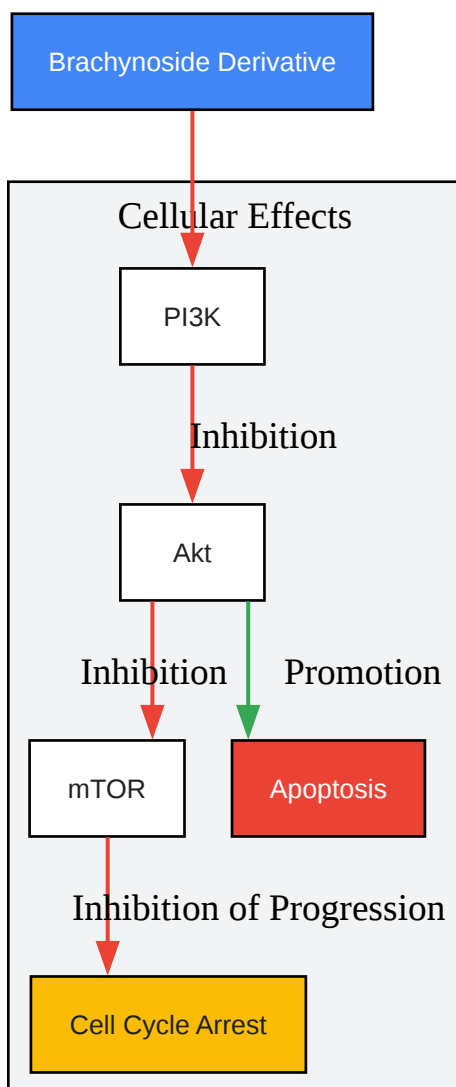 Brachynoside Derivative
Cellular Effects
PI3K
Inhibition
Akt
Inhibition
Promotion
mTOR
Apoptosis
Inhibition of Progression
Cell Cycle Arrest